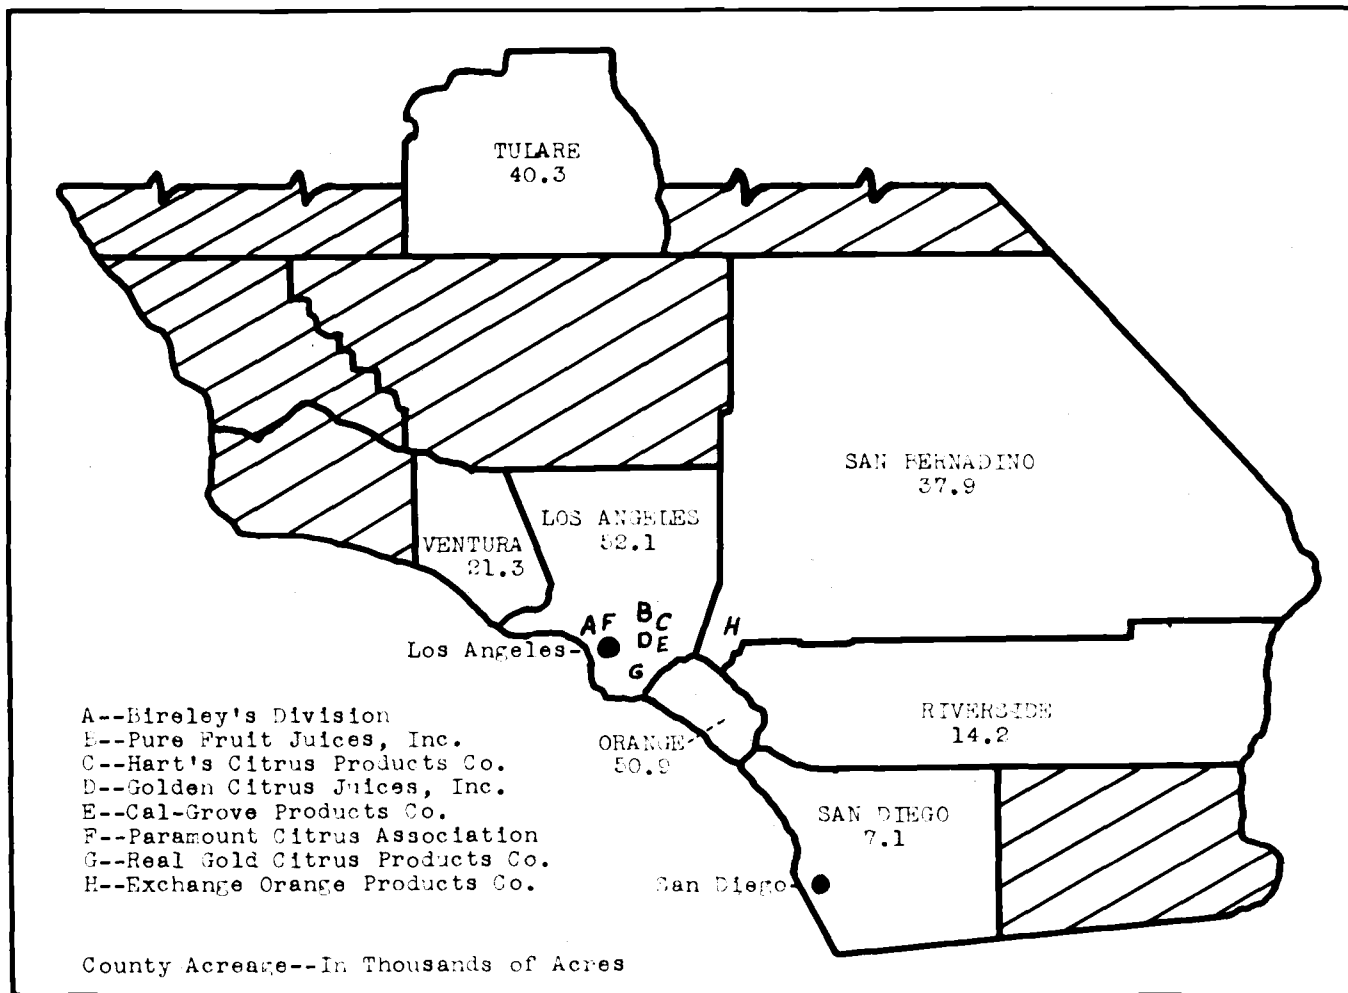 TULARE
40.3
SAN BERNADINO
37.9
LOS ANGELES
52.1
VENTURA
21.3
A F
B
C
D E
G
H
Los Angeles
RIVERSIDE
14.2
ORANGE
50.9
SAN DIEGO
7.1
San Diego
A--Bireley's Division
B--Pure Fruit Juices, Inc.
C--Hart's Citrus Products Co.
D--Golden Citrus Juices, Inc.
E--Cal-Grove Products Co.
F--Paramount Citrus Association
G--Real Gold Citrus Products Co.
H--Exchange Orange Products Co.
County Acreage--In Thousands of Acres